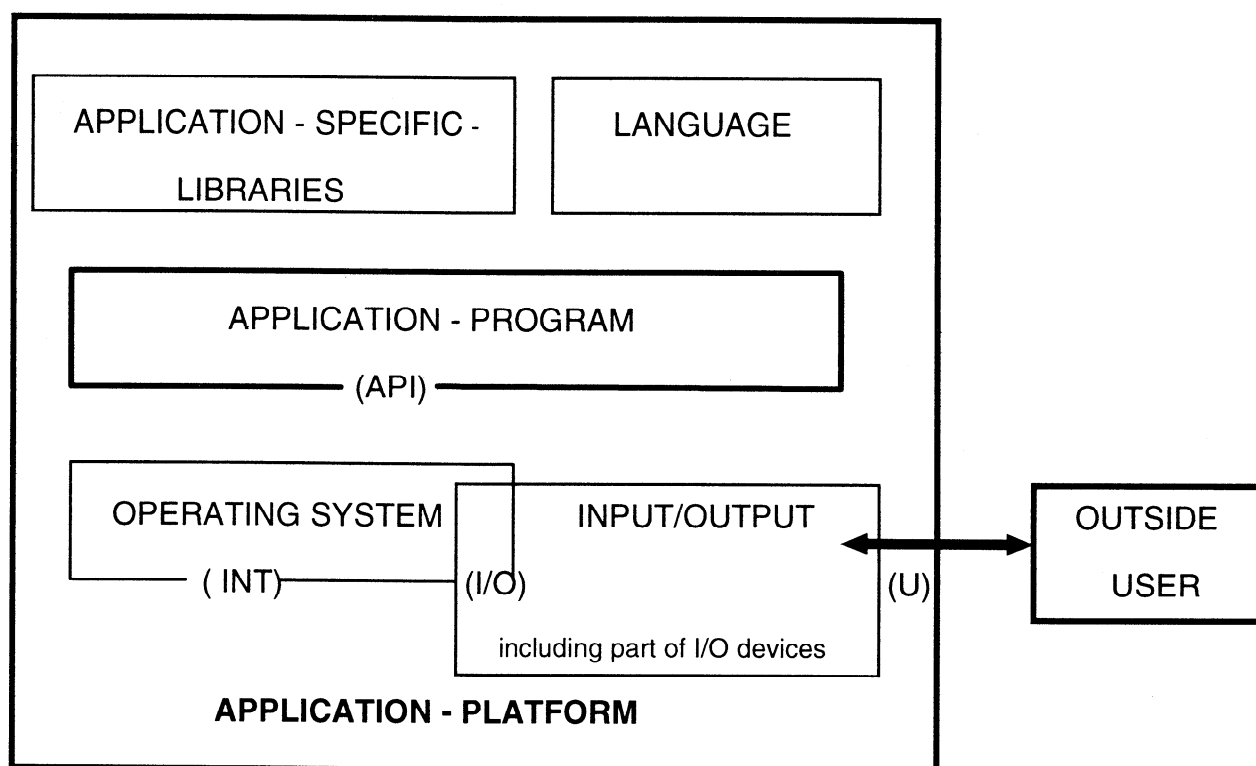 APPLICATION - SPECIFIC -
LIBRARIES
LANGUAGE
APPLICATION - PROGRAM
(API)
OPERATING SYSTEM
( INT)
(I/O)
INPUT/OUTPUT
including part of I/O devices
(U)
OUTSIDE
USER
APPLICATION - PLATFORM